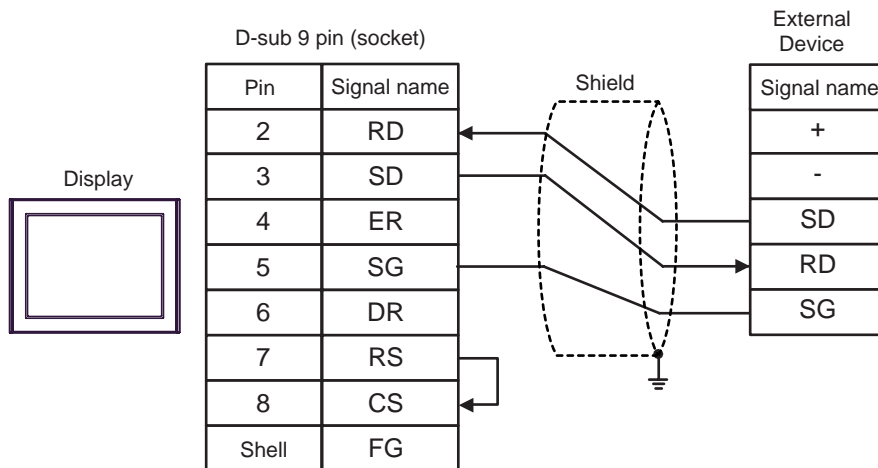 D-sub 9 pin (socket)
External
Device
Pin Signal name
Shield
Signal name
2 RD
+
3 SD
-
Display
4 ER
SD
5 SG
RD
6 DR
SG
7 RS
8 CS
Shell FG